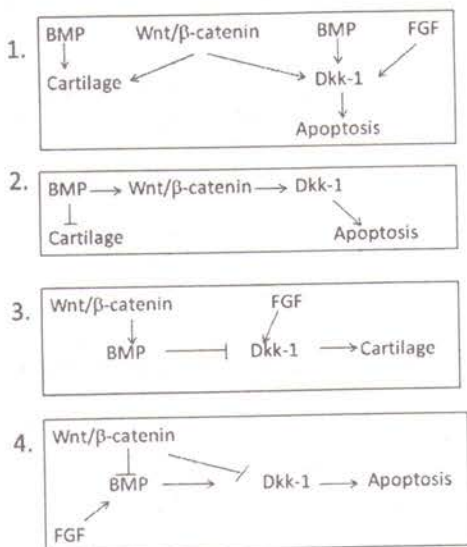 1.
BMP Wnt/β-catenin BMP FGF
Cartilage Dkk-1
Apoptosis
2.
BMP Wnt/β-catenin Dkk-1
Cartilage Apoptosis
3.
Wnt/β-catenin FGF
BMP Dkk-1 Cartilage
4.
Wnt/β-catenin
BMP Dkk-1 Apoptosis
FGF